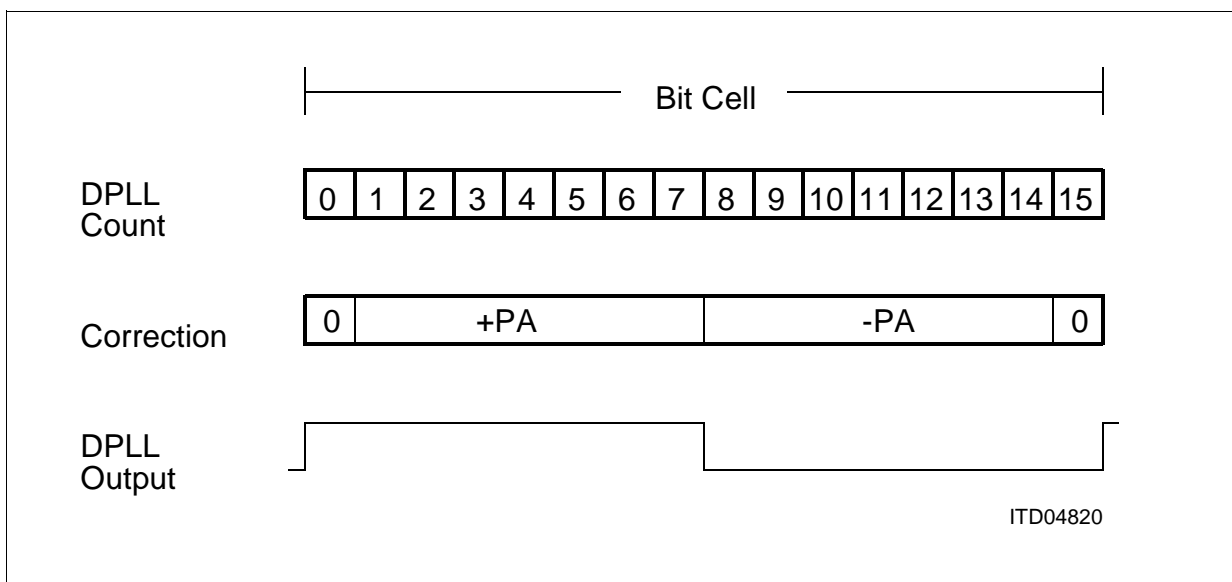 Bit Cell
DPLL
Count
0 1 2 3 4 5 6 7 8 9 10 11 12 13 14 15
Correction
0 +PA -PA 0
DPLL
Output
ITD04820